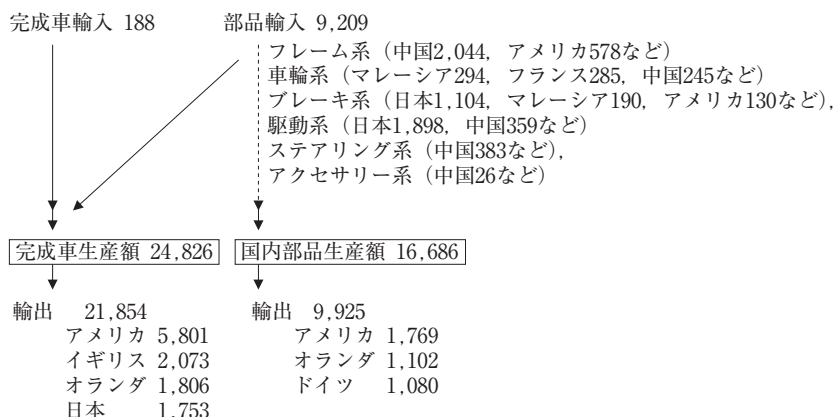 完成車輸入 188
部品輸入 9,209
フレーム系（中国2,044，アメリカ578など）
車輪系（マレーシア294，フランス285，中国245など）
ブレーキ系（日本1,104，マレーシア190，アメリカ130など），
駆動系（日本1,898，中国359など）
ステアリング系（中国383など），
アクセサリー系（中国26など）
完成車生産額 24,826
国内部品生産額 16,686
輸出 21,854
アメリカ 5,801
イギリス 2,073
オランダ 1,806
日本 1,753
輸出 9,925
アメリカ 1,769
オランダ 1,102
ドイツ 1,080